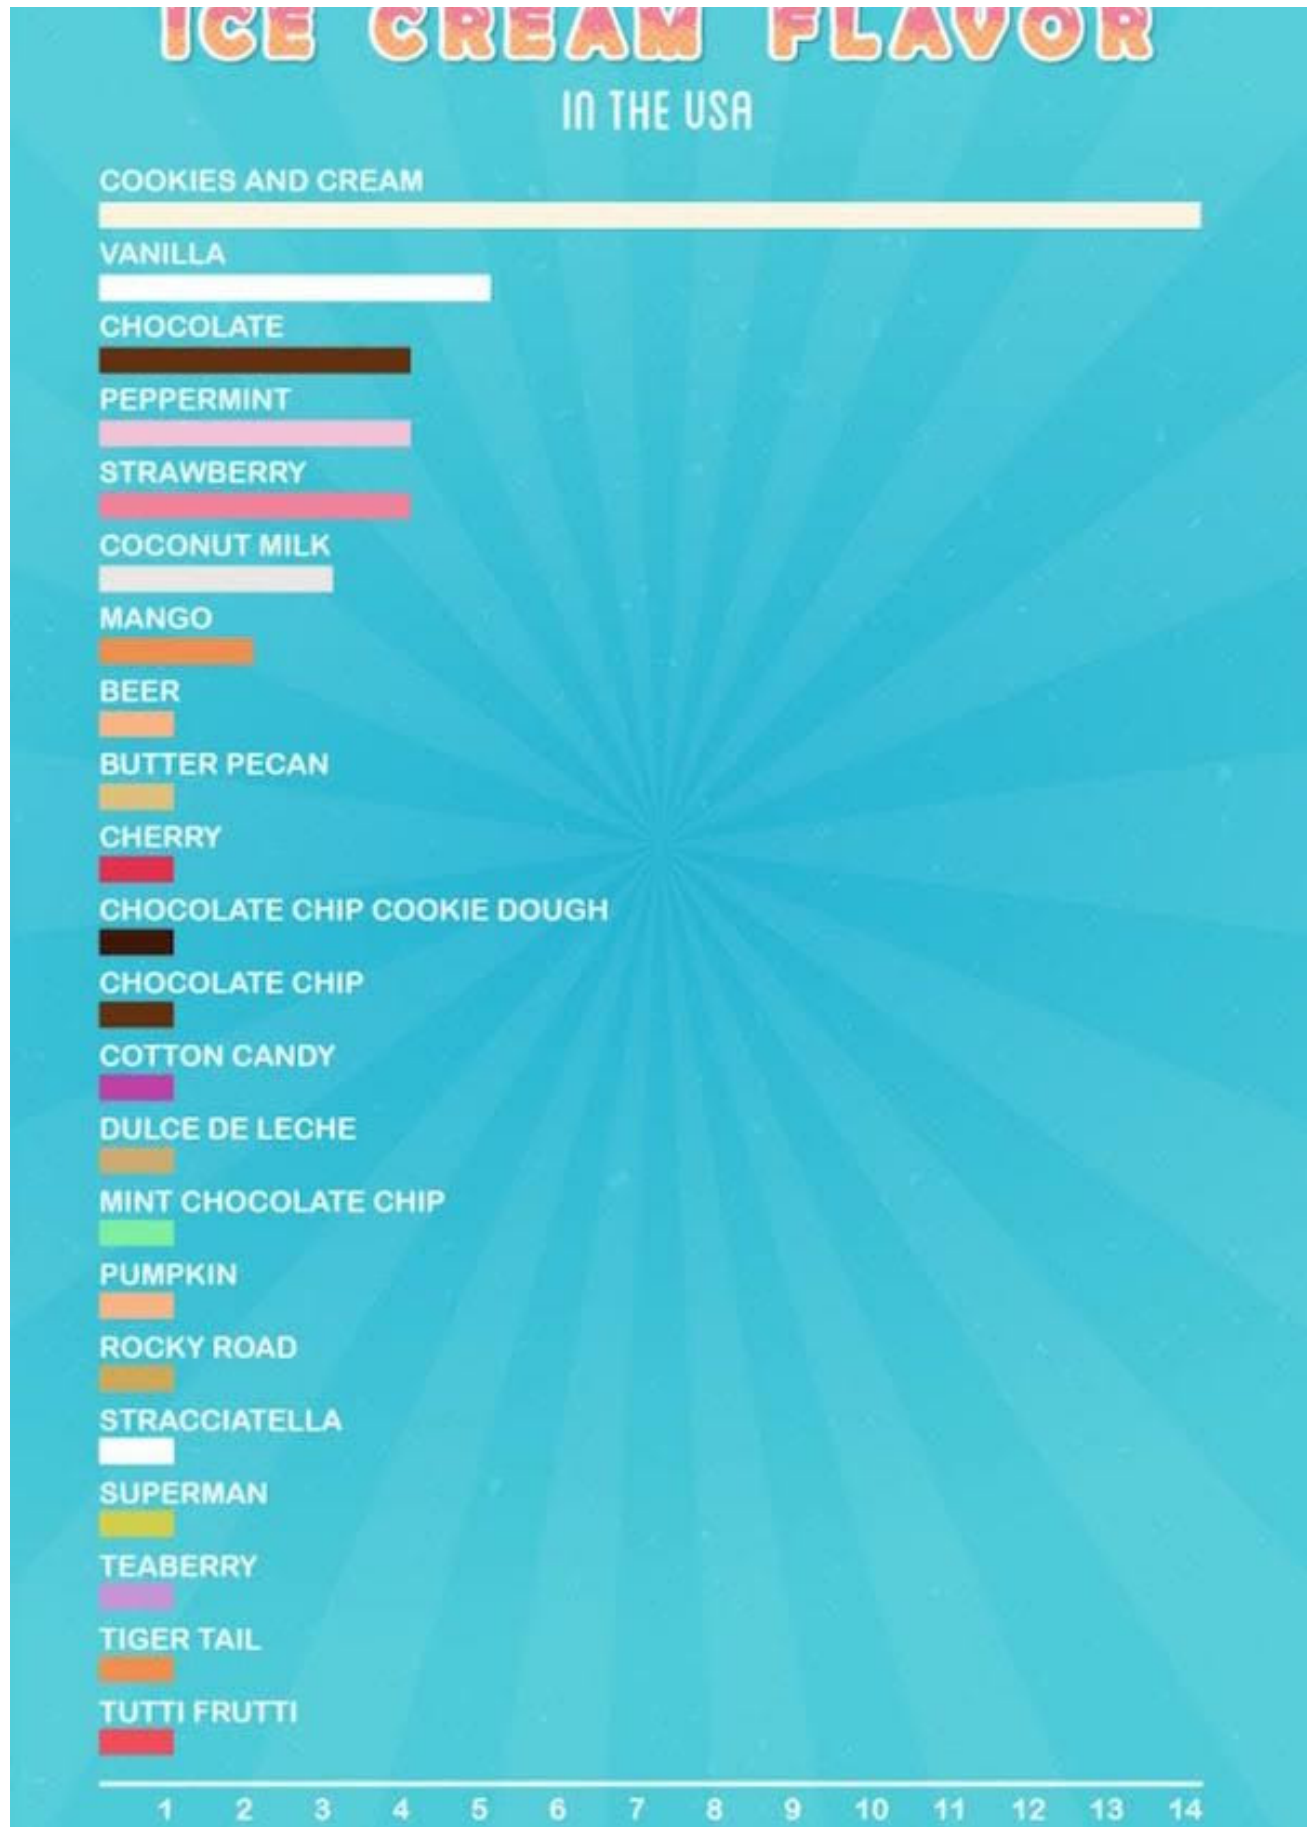 ICE CREAM FLAVOR
IN THE USA
COOKIES AND CREAM
VANILLA
CHOCOLATE
PEPPERMINT
STRAWBERRY
COCONUT MILK
MANGO
BEER
BUTTER PECAN
CHERRY
CHOCOLATE CHIP COOKIE DOUGH
CHOCOLATE CHIP
COTTON CANDY
DULCE DE LECHE
MINT CHOCOLATE CHIP
PUMPKIN
ROCKY ROAD
STRACCIATELLA
SUPERMAN
TEABERRY
TIGER TAIL
TUTTI FRUTTI
1 2 3 4 5 6 7 8 9 10 11 12 13 14